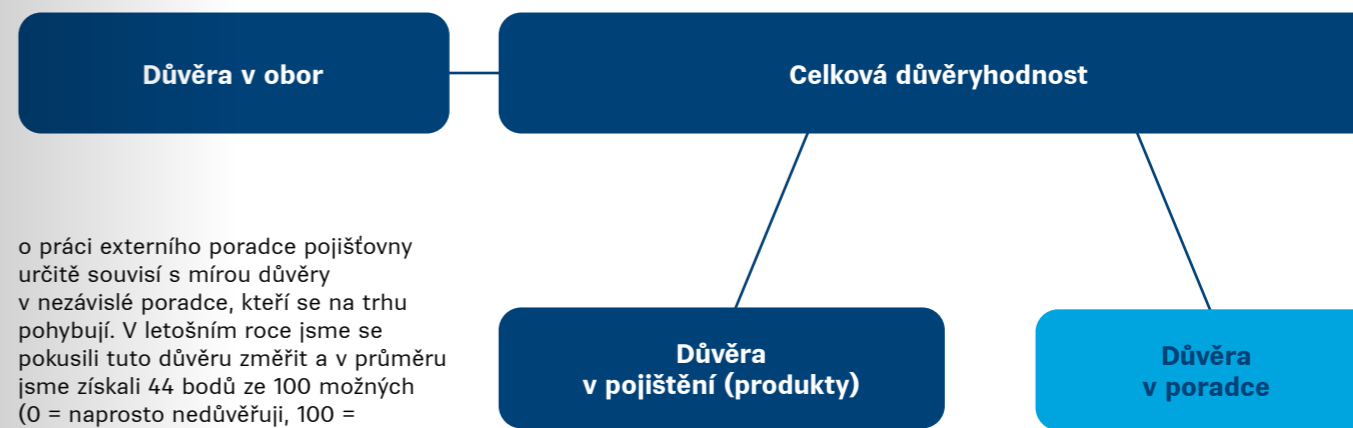 Důvěra v obor
Celková důvěryhodnost
o práci externího poradce pojišťovny
určitě souvisí s mírou důvěry
v nezávislé poradce, kteří se na trhu
pohybují. V letošním roce jsme se
pokusili tuto důvěru změřit a v průměru
jsme získali 44 bodů ze 100 možných
(0 = naprosto nedůvěřuji, 100 =
Důvěra
v pojištění (produkty)
Důvěra
v poradce